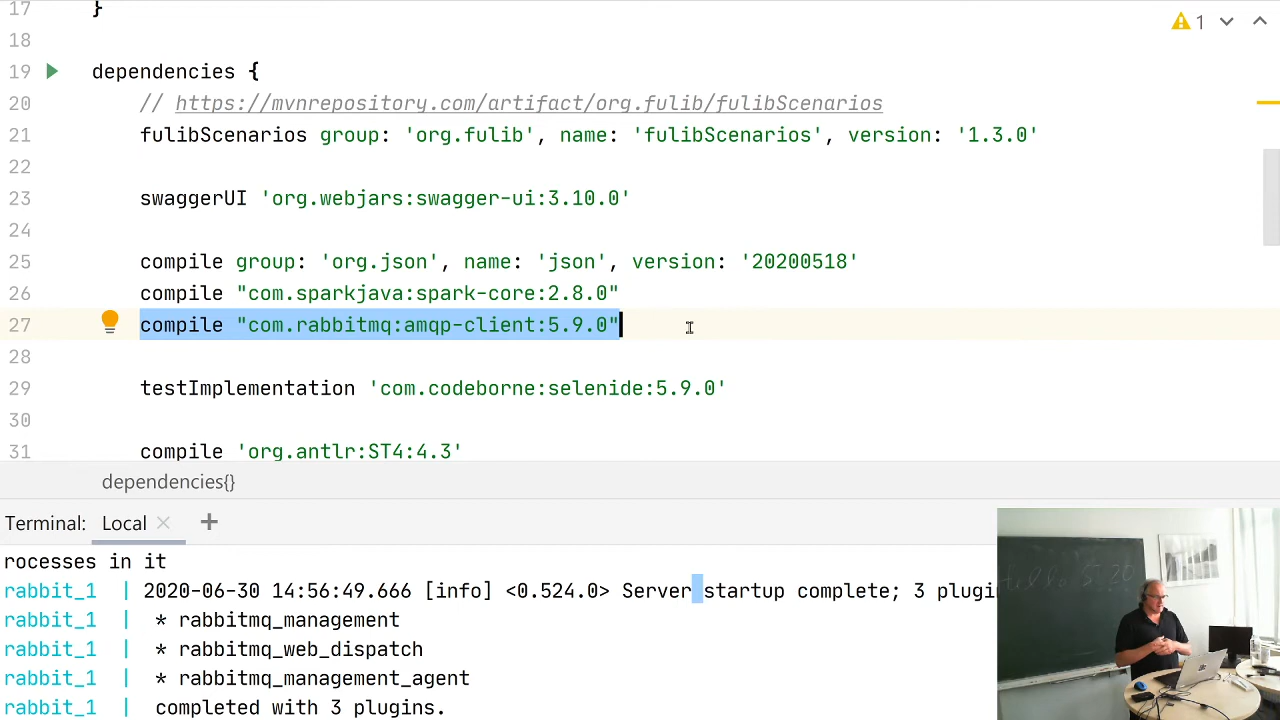 17 }
18
19 dependencies {
20 // https://mvnrepository.com/artifact/org.fulib/fulibScenarios
21 fulibScenarios group: 'org.fulib', name: 'fulibScenarios', version: '1.3.0'
22
23 swaggerUI 'org.webjars:swagger-ui:3.10.0'
24
25 compile group: 'org.json', name: 'json', version: '20200518'
26 compile "com.sparkjava:spark-core:2.8.0"
27 compile "com.rabbitmq:amqp-client:5.9.0"
28
29 testImplementation 'com.codeborne:selenide:5.9.0'
30
31 compile 'org.antlr:ST4:4.3'
1
dependencies{}
Terminal: Local
rocesses in it
rabbit_1 | 2020-06-30 14:56:49.666 [info] <0.524.0> Server startup complete; 3 plugin
rabbit_1 | * rabbitmq_management
rabbit_1 | * rabbitmq_web_dispatch
rabbit_1 | * rabbitmq_management_agent
rabbit_1 | completed with 3 plugins.